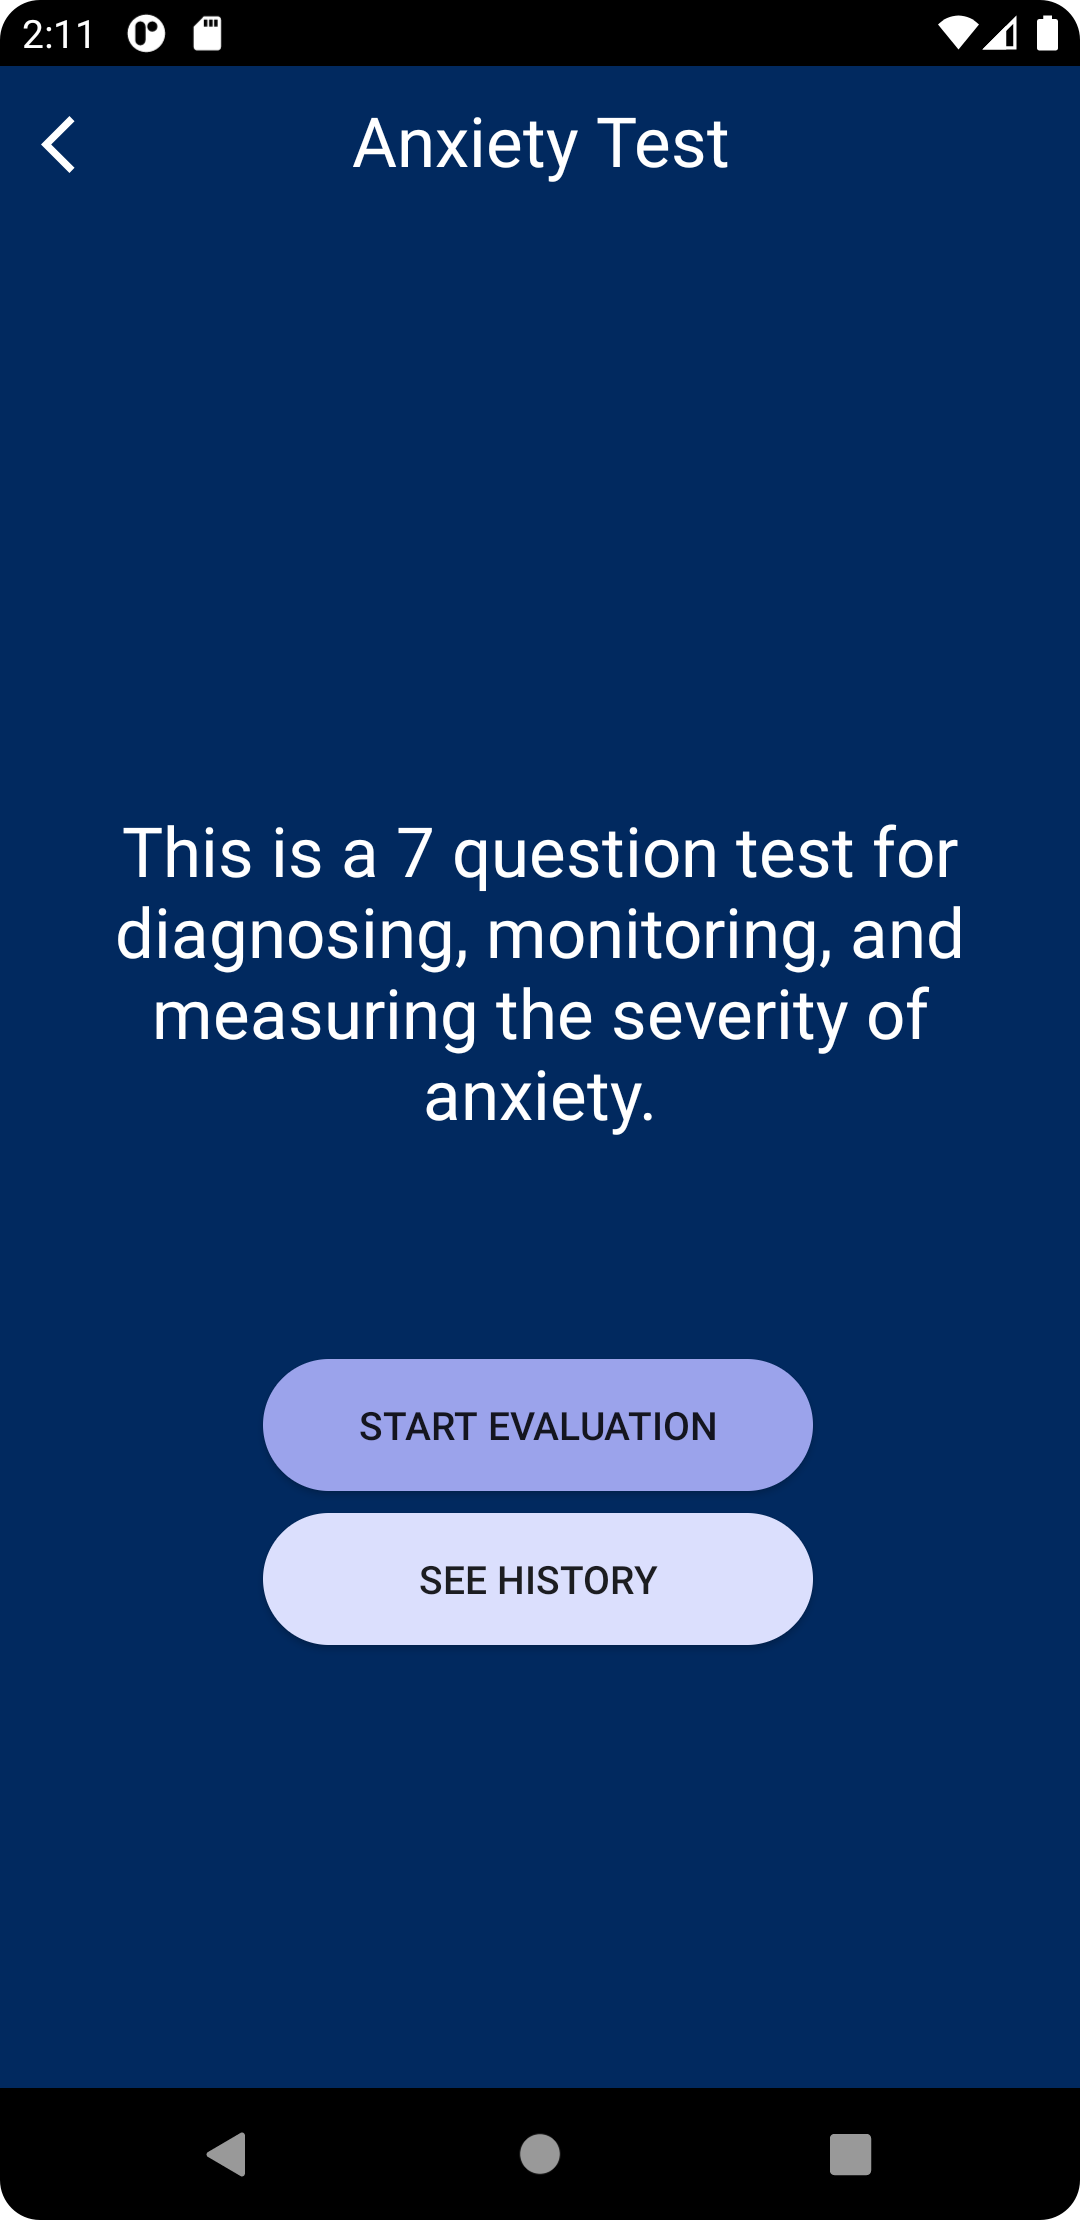 2:11
Anxiety Test
This is a 7 question test for
diagnosing, monitoring, and
measuring the severity of
anxiety.
START EVALUATION
SEE HISTORY